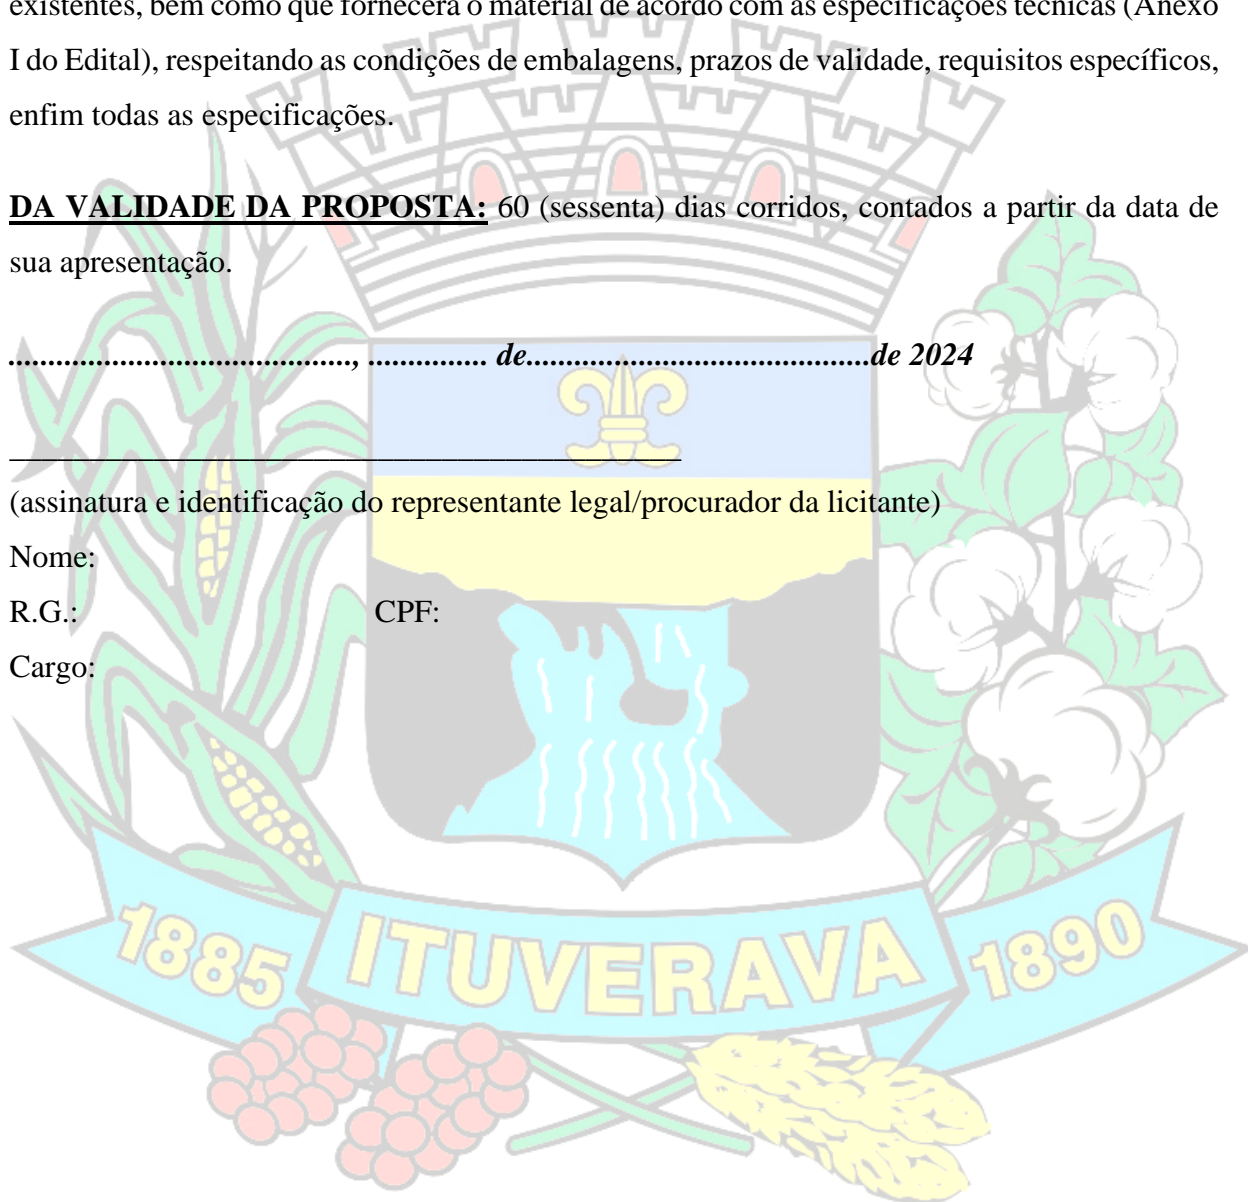 existentes, bem como que fornecerá o material de acordo com as especificações técnicas (Anexo
I do Edital), respeitando as condições de embalagens, prazos de validade, requisitos específicos,
enfim todas as especificações.
DA VALIDADE DA PROPOSTA: 60 (sessenta) dias corridos, contados a partir da data de
sua apresentação.
..........................................., ............... de...........................................de 2024
__________________________________________
(assinatura e identificação do representante legal/procurador da licitante)
Nome:
R.G.: CPF:
Cargo:
1885 ITUVERAVA 1890